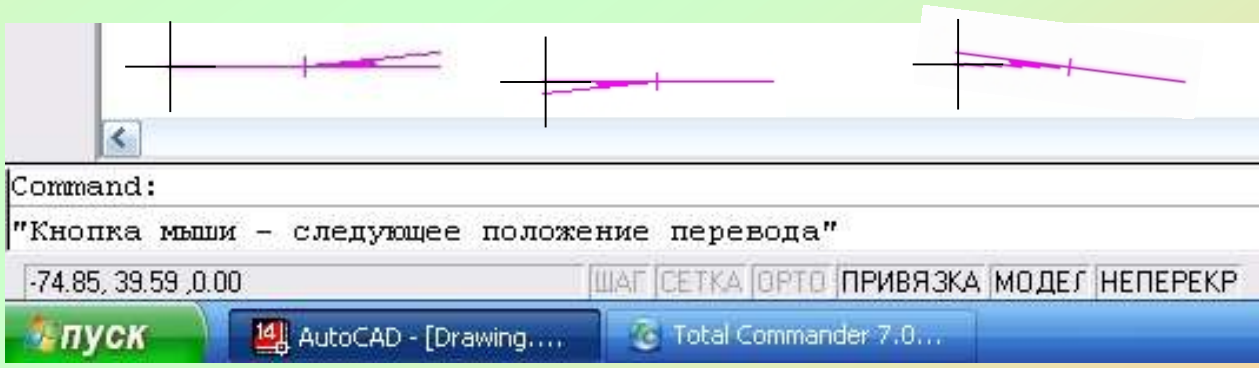 Command:
"Кнопка мыши - следующее положение перевода"
-74.85, 39.59 ,0.00 ШАГ СЕТКА ОРТО ПРИВЯЗКА МОДЕЛ НЕПЕРЕКР
пуск 14 AutoCAD - [Drawing.... Total Commander 7.0...